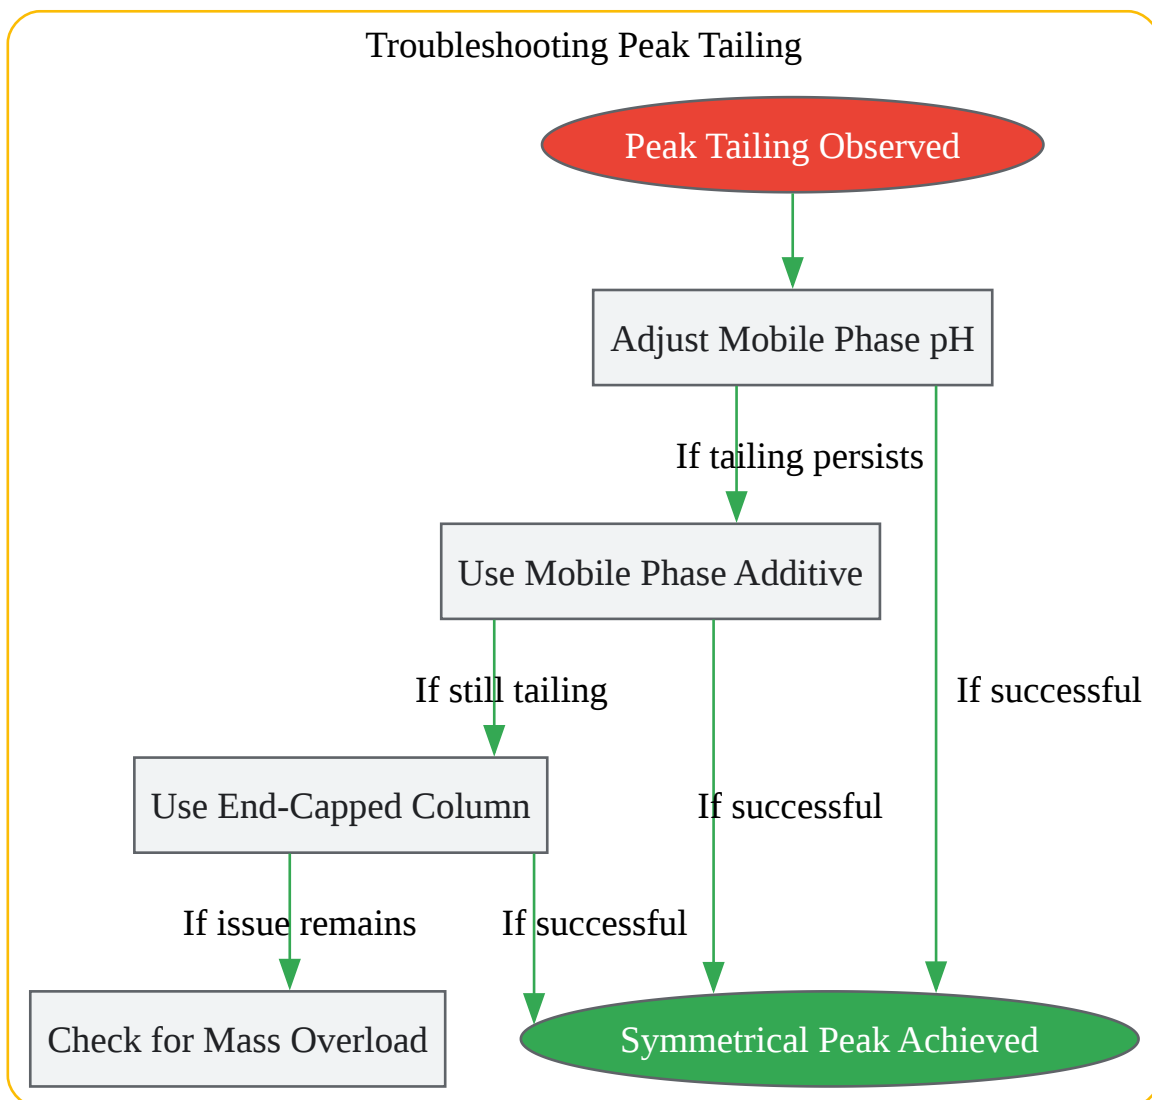 Troubleshooting Peak Tailing
Peak Tailing Observed
Adjust Mobile Phase pH
If tailing persists
Use Mobile Phase Additive
If still tailing
If successful
Use End-Capped Column
If successful
If issue remains
If successful
Check for Mass Overload
Symmetrical Peak Achieved